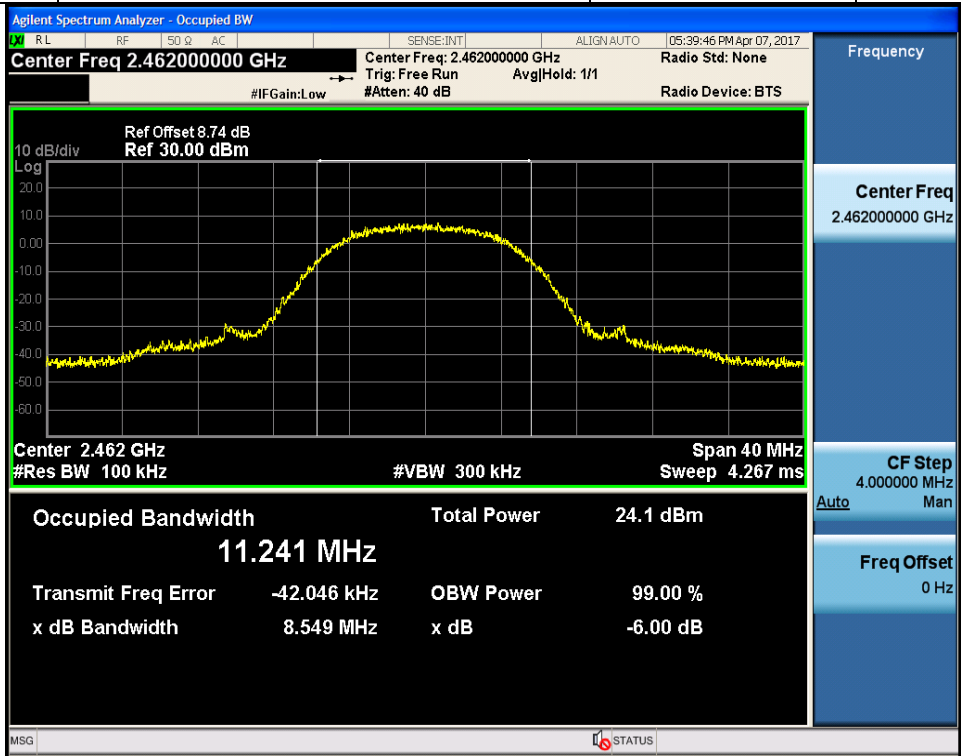 Agilent Spectrum Analyzer - Occupied BW
LXI RL RF 50 Ω AC SENSE:INT ALIGN AUTO 05:39:46 PM Apr 07, 2017
Center Freq 2.462000000 GHz Center Freq: 2.462000000 GHz Radio Std: None
Trig: Free Run Avg|Hold: 1/1
#IFGain:Low #Atten: 40 dB Radio Device: BTS
Ref Offset 8.74 dB
10 dB/div Ref 30.00 dBm
Log
20.0
10.0
0.00
-10.0
-20.0
-30.0
-40.0
-50.0
-60.0
Center 2.462 GHz Span 40 MHz
#Res BW 100 kHz #VBW 300 kHz Sweep 4.267 ms
Occupied Bandwidth Total Power 24.1 dBm
11.241 MHz
Transmit Freq Error -42.046 kHz OBW Power 99.00 %
x dB Bandwidth 8.549 MHz x dB -6.00 dB
Frequency
Center Freq
2.462000000 GHz
CF Step
4.000000 MHz
Auto Man
Freq Offset
0 Hz
MSG STATUS